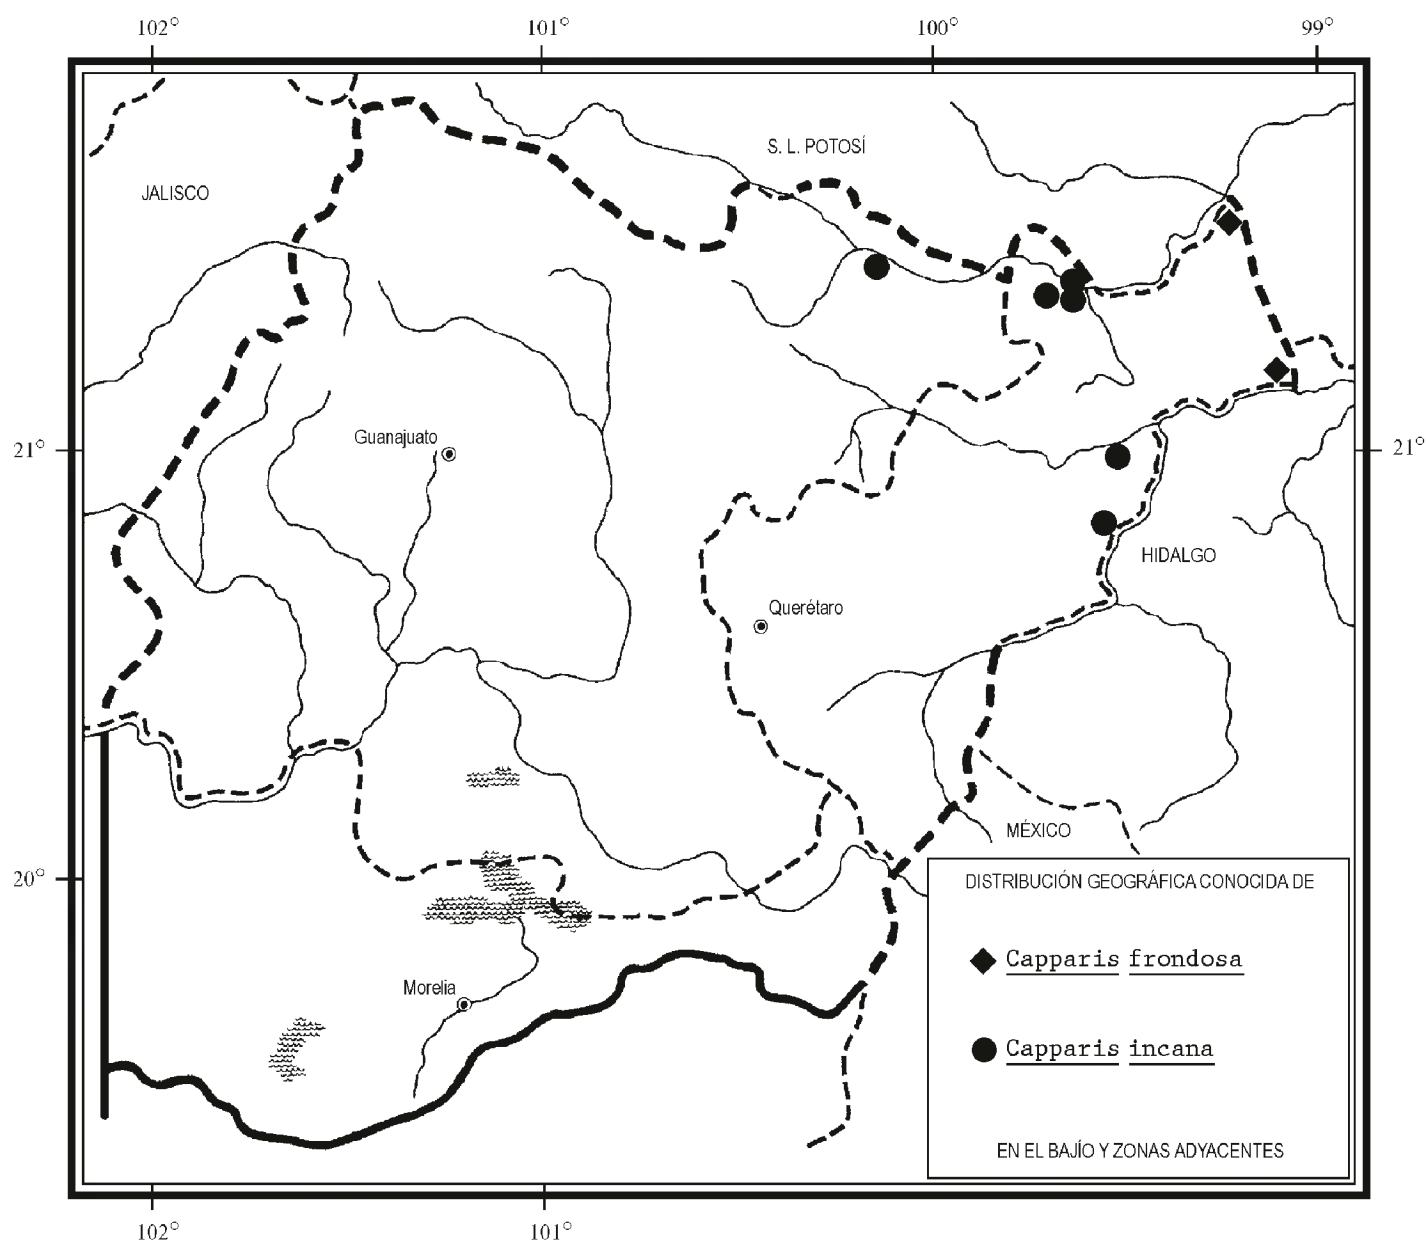 102° 101° 100° 99°
S. L. POTOSÍ
JALISCO
Guanajuato
21° 21°
HIDALGO
Querétaro
MÉXICO
20°
DISTRIBUCIÓN GEOGRÁFICA CONOCIDA DE
Capparis frondosa
Morelia
Capparis incana
EN EL BAJÍO Y ZONAS ADYACENTES
102° 101°